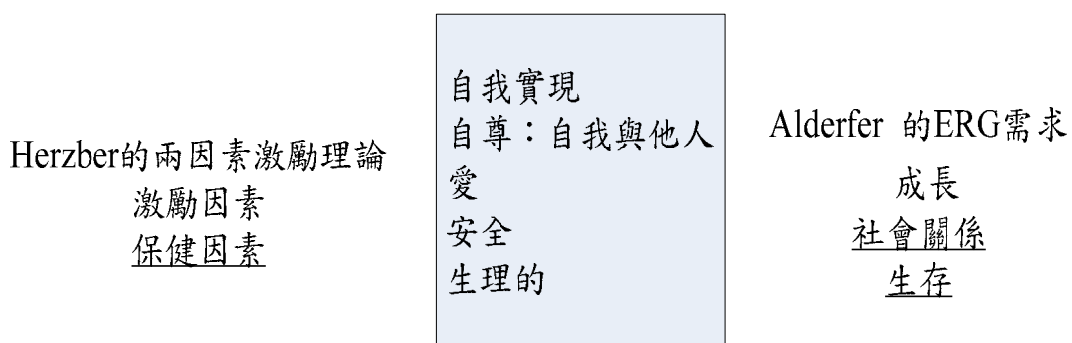 Herzber的兩因素激勵理論
激勵因素
保健因素
自我實現
自尊：自我與他人
愛
安全
生理的
Alderfer 的ERG需求
成長
社會關係
生存